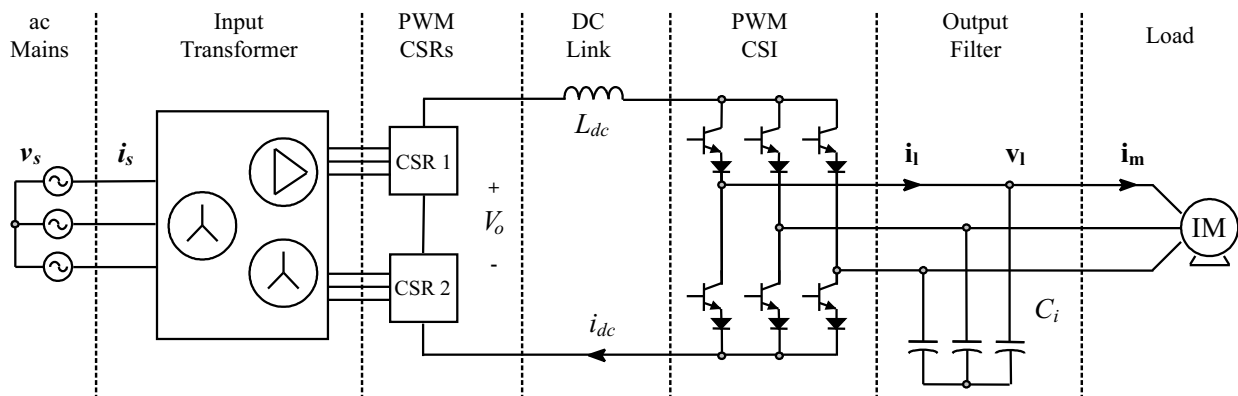 ac
Mains
Input
Transformer
PWM
CSRs
DC
Link
PWM
CSI
Output
Filter
Load
v_s
i_s
CSR 1
CSR 2
+
V_o
-
L_dc
i_dc
i_l
v_l
i_m
C_i
IM